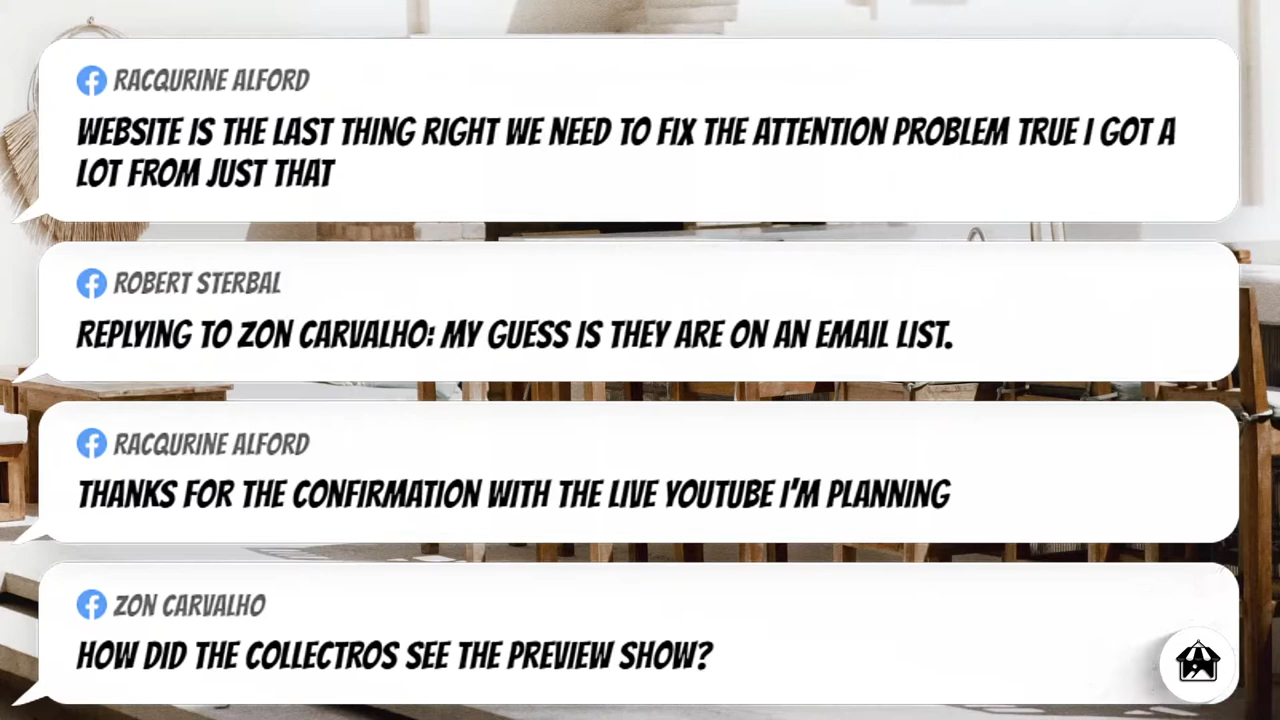 RACQURINE ALFORD
WEBSITE IS THE LAST THING RIGHT WE NEED TO FIX THE ATTENTION PROBLEM TRUE I GOT A
LOT FROM JUST THAT
ROBERT STERBAL
REPLYING TO ZON CARVALHO: MY GUESS IS THEY ARE ON AN EMAIL LIST.
RACQURINE ALFORD
THANKS FOR THE CONFIRMATION WITH THE LIVE YOUTUBE I'M PLANNING
ZON CARVALHO
HOW DID THE COLLECTROS SEE THE PREVIEW SHOW?